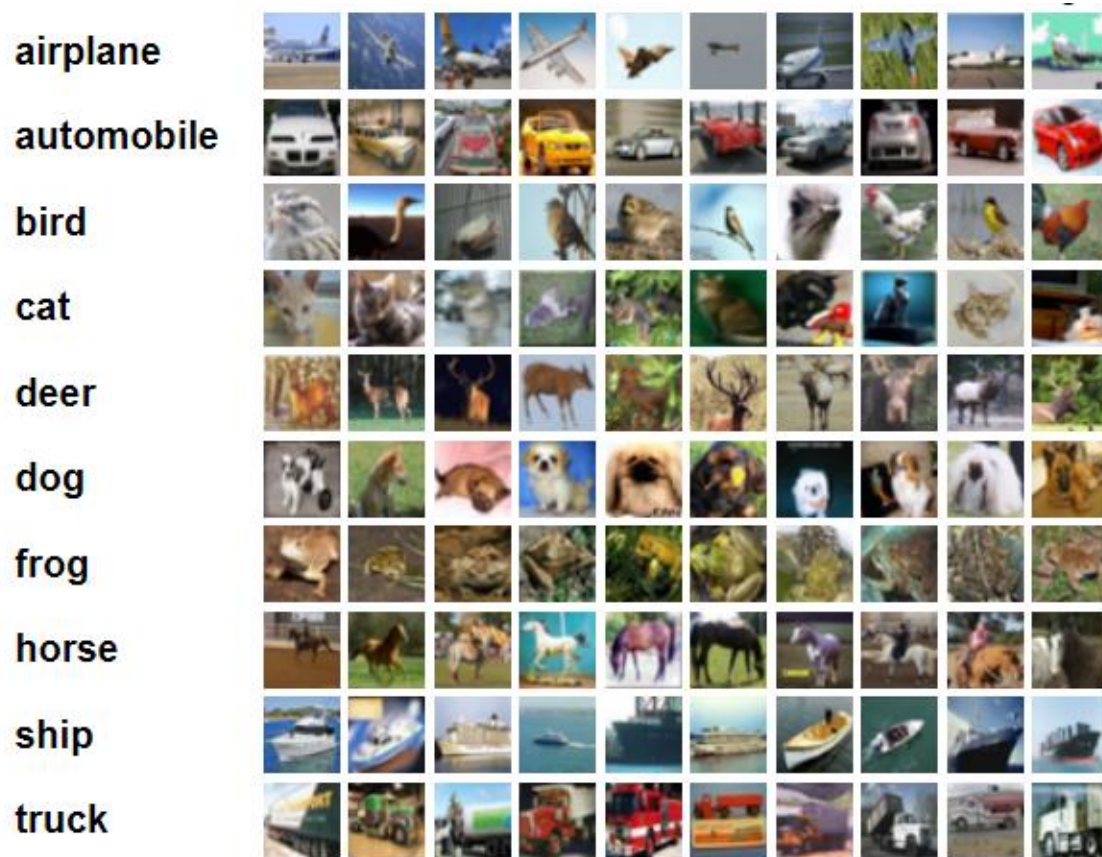 airplane
automobile
bird
cat
deer
dog
frog
horse
ship
truck